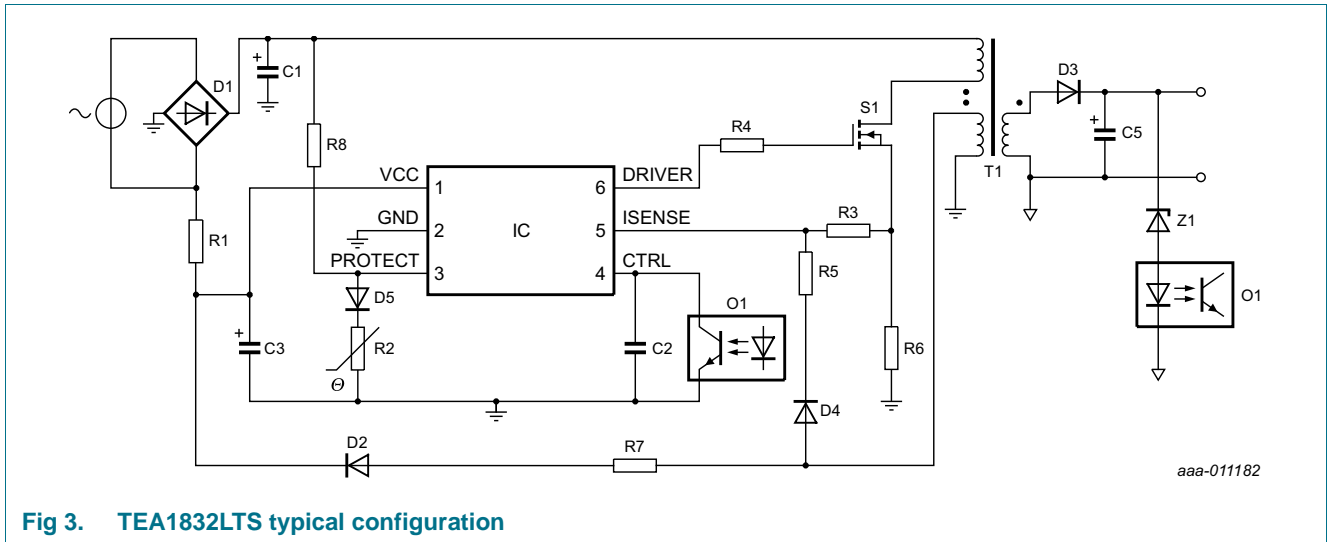 D1
C1
R8
R1
C3
VCC
GND
PROTECT
1
2
3
IC
6
5
4
DRIVER
ISENSE
CTRL
D5
R2
Θ
C2
O1
R4
S1
R3
R5
R6
D4
D2
R7
T1
D3
C5
Z1
O1
+
+
+
aaa-011182
Fig 3. TEA1832LTS typical configuration